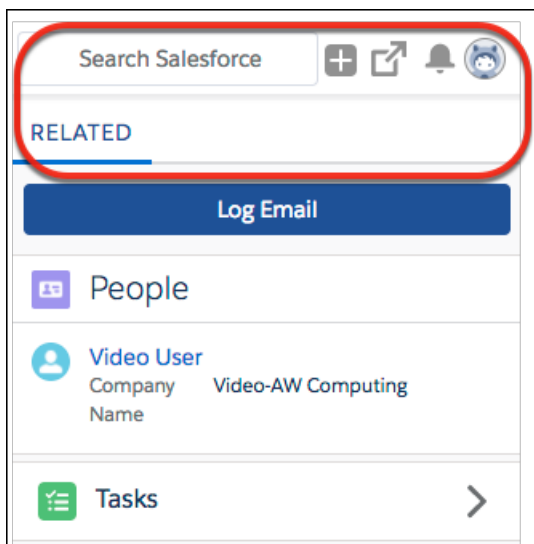 Search Salesforce
RELATED
Log Email
People
Video User
Company Video-AW Computing
Name
Tasks